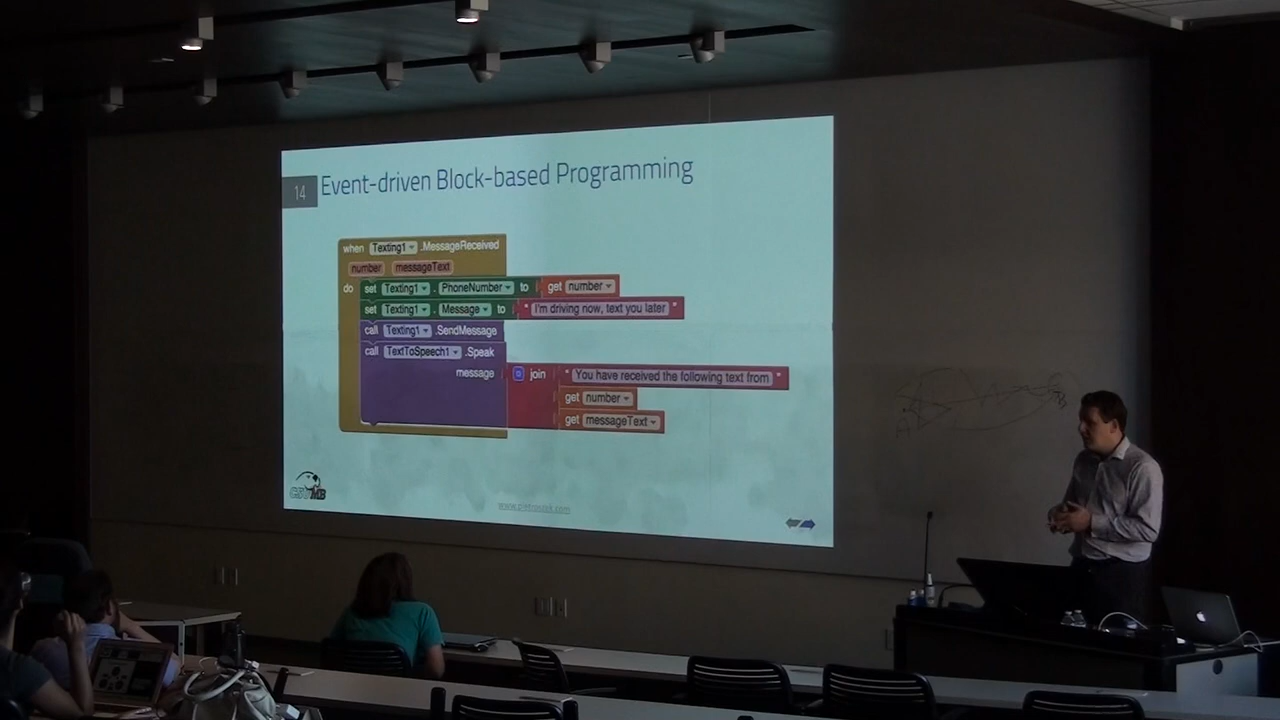 14 Event-driven Block-based Programming
when Texting1 .MessageReceived
number messageText
do set Texting1 . PhoneNumber to get number
set Texting1 . Message to " I'm driving now, text you later "
call Texting1 .SendMessage
call TextToSpeech1 .Speak
message join " You have received the following text from "
get number
get messageText
CSUMB